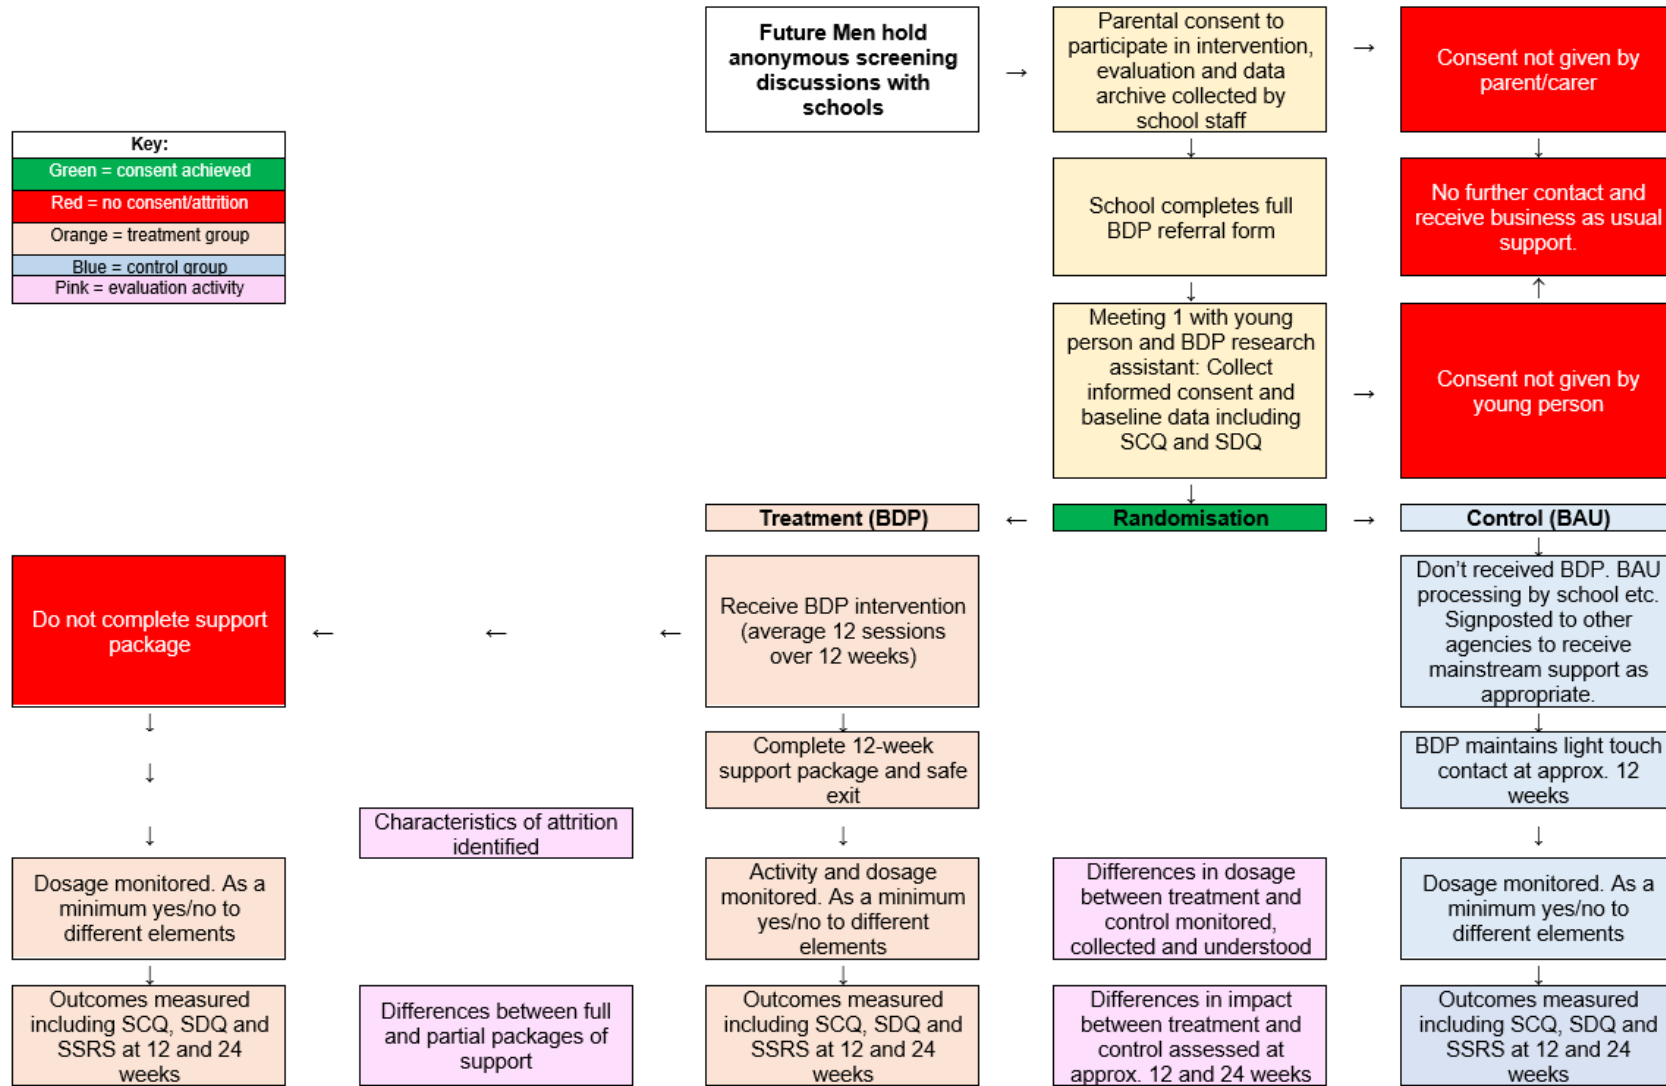 Future Men hold
anonymous screening
discussions with
schools
→
Parental consent to
participate in intervention,
evaluation and data
archive collected by
school staff
→
Consent not given by
parent/carer
Key:
Green = consent achieved
Red = no consent/attrition
Orange = treatment group
Blue = control group
Pink = evaluation activity
↓
↓
School completes full
BDP referral form
No further contact and
receive business as usual
support.
↓
↑
Meeting 1 with young
person and BDP research
assistant: Collect
informed consent and
baseline data including
SCQ and SDQ
→
Consent not given by
young person
↓
Treatment (BDP)
←
Randomisation
→
Control (BAU)
↓
Do not complete support
package
←
←
←
Receive BDP intervention
(average 12 sessions
over 12 weeks)
Don't received BDP. BAU
processing by school etc.
Signposted to other
agencies to receive
mainstream support as
appropriate.
↓
↓
↓
↓
Complete 12-week
support package and safe
exit
BDP maintains light touch
contact at approx. 12
weeks
↓
Characteristics of attrition
identified
↓
↓
Dosage monitored. As a
minimum yes/no to
different elements
Activity and dosage
monitored. As a minimum
yes/no to different
elements
Differences in dosage
between treatment and
control monitored,
collected and understood
Dosage monitored. As a
minimum yes/no to
different elements
↓
↓
↓
Outcomes measured
including SCQ, SDQ and
SSRS at 12 and 24
weeks
Differences between full
and partial packages of
support
Outcomes measured
including SCQ, SDQ and
SSRS at 12 and 24
weeks
Differences in impact
between treatment and
control assessed at
approx. 12 and 24 weeks
Outcomes measured
including SCQ, SDQ and
SSRS at 12 and 24
weeks